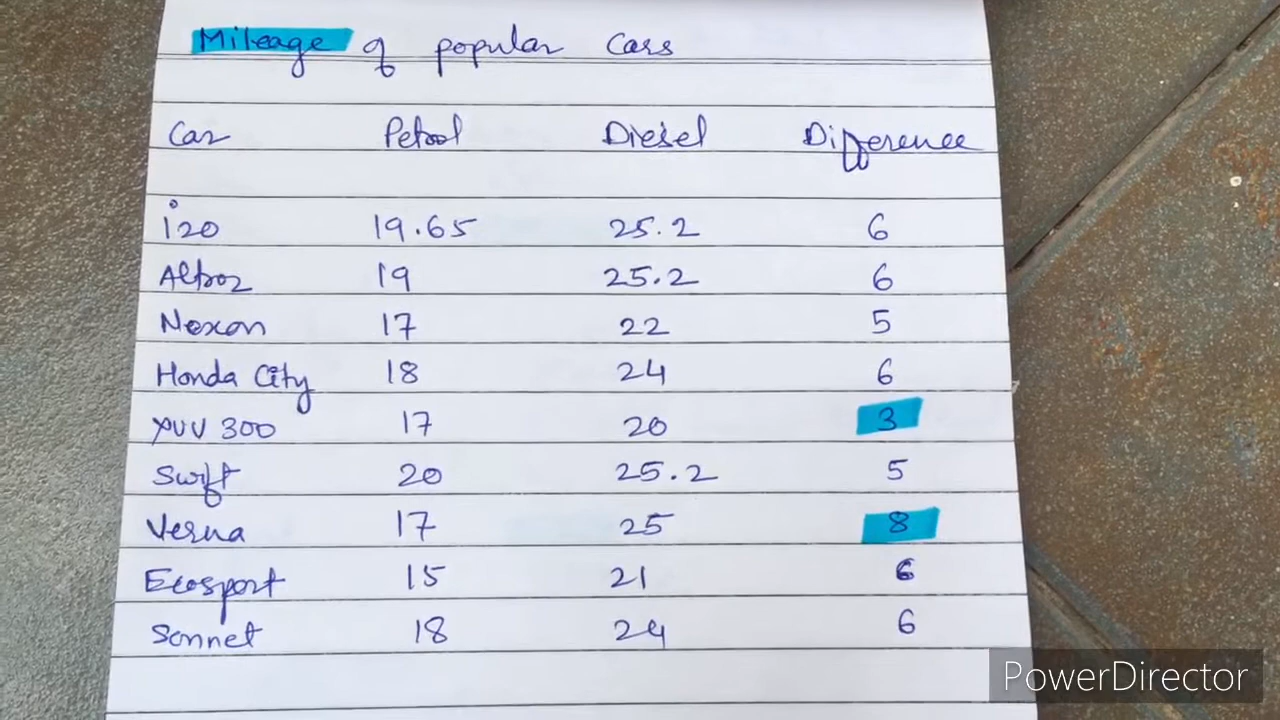 Mileage of popular Cars
Car Petrol Diesel Difference
i20 19.65 25.2 6
Altroz 19 25.2 6
Nexon 17 22 5
Honda City 18 24 6
XUV 300 17 20 3
Swift 20 25.2 5
Verna 17 25 8
Ecosport 15 21 6
Sonnet 18 24 6
PowerDirector